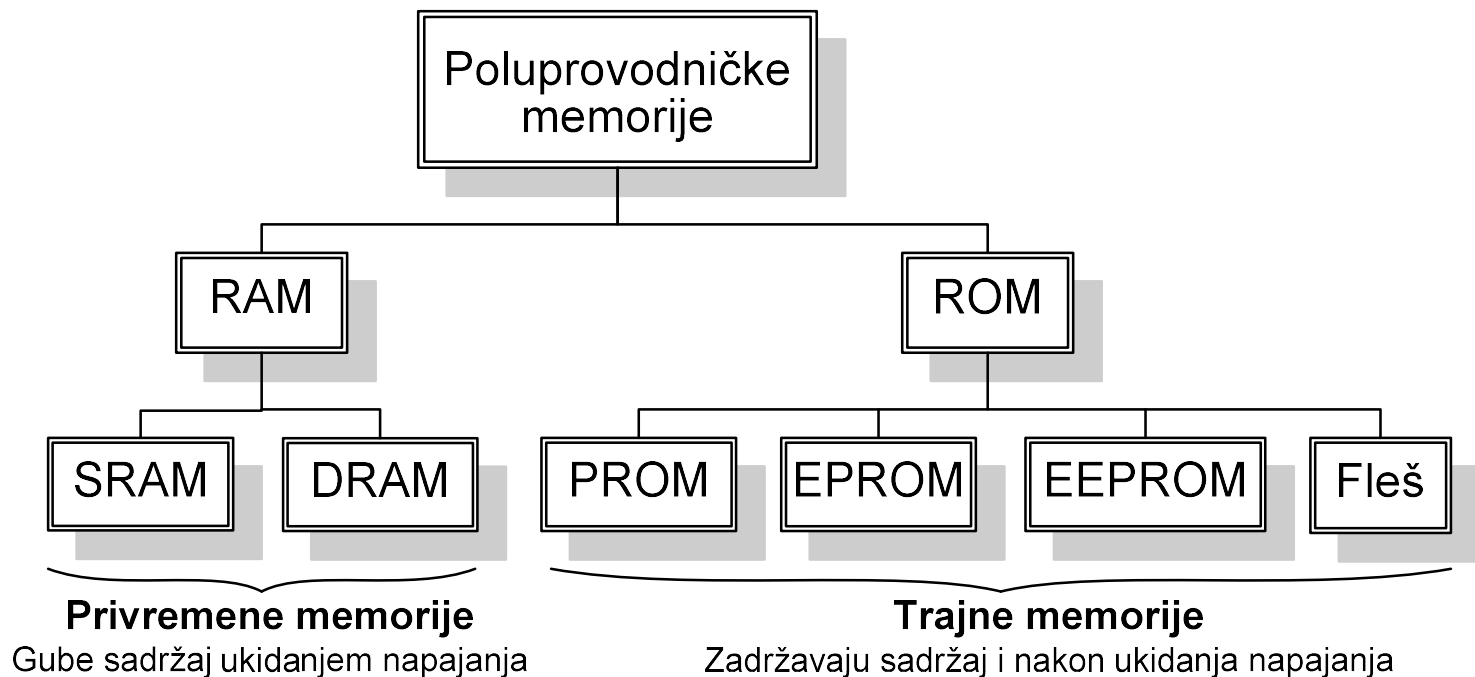 Poluprovodničke
memorije
RAM
ROM
SRAM
DRAM
PROM
EPROM
EEPROM
Fleš
Privremene memorije
Gube sadržaj ukidanjem napajanja
Trajne memorije
Zadržavaju sadržaj i nakon ukidanja napajanja